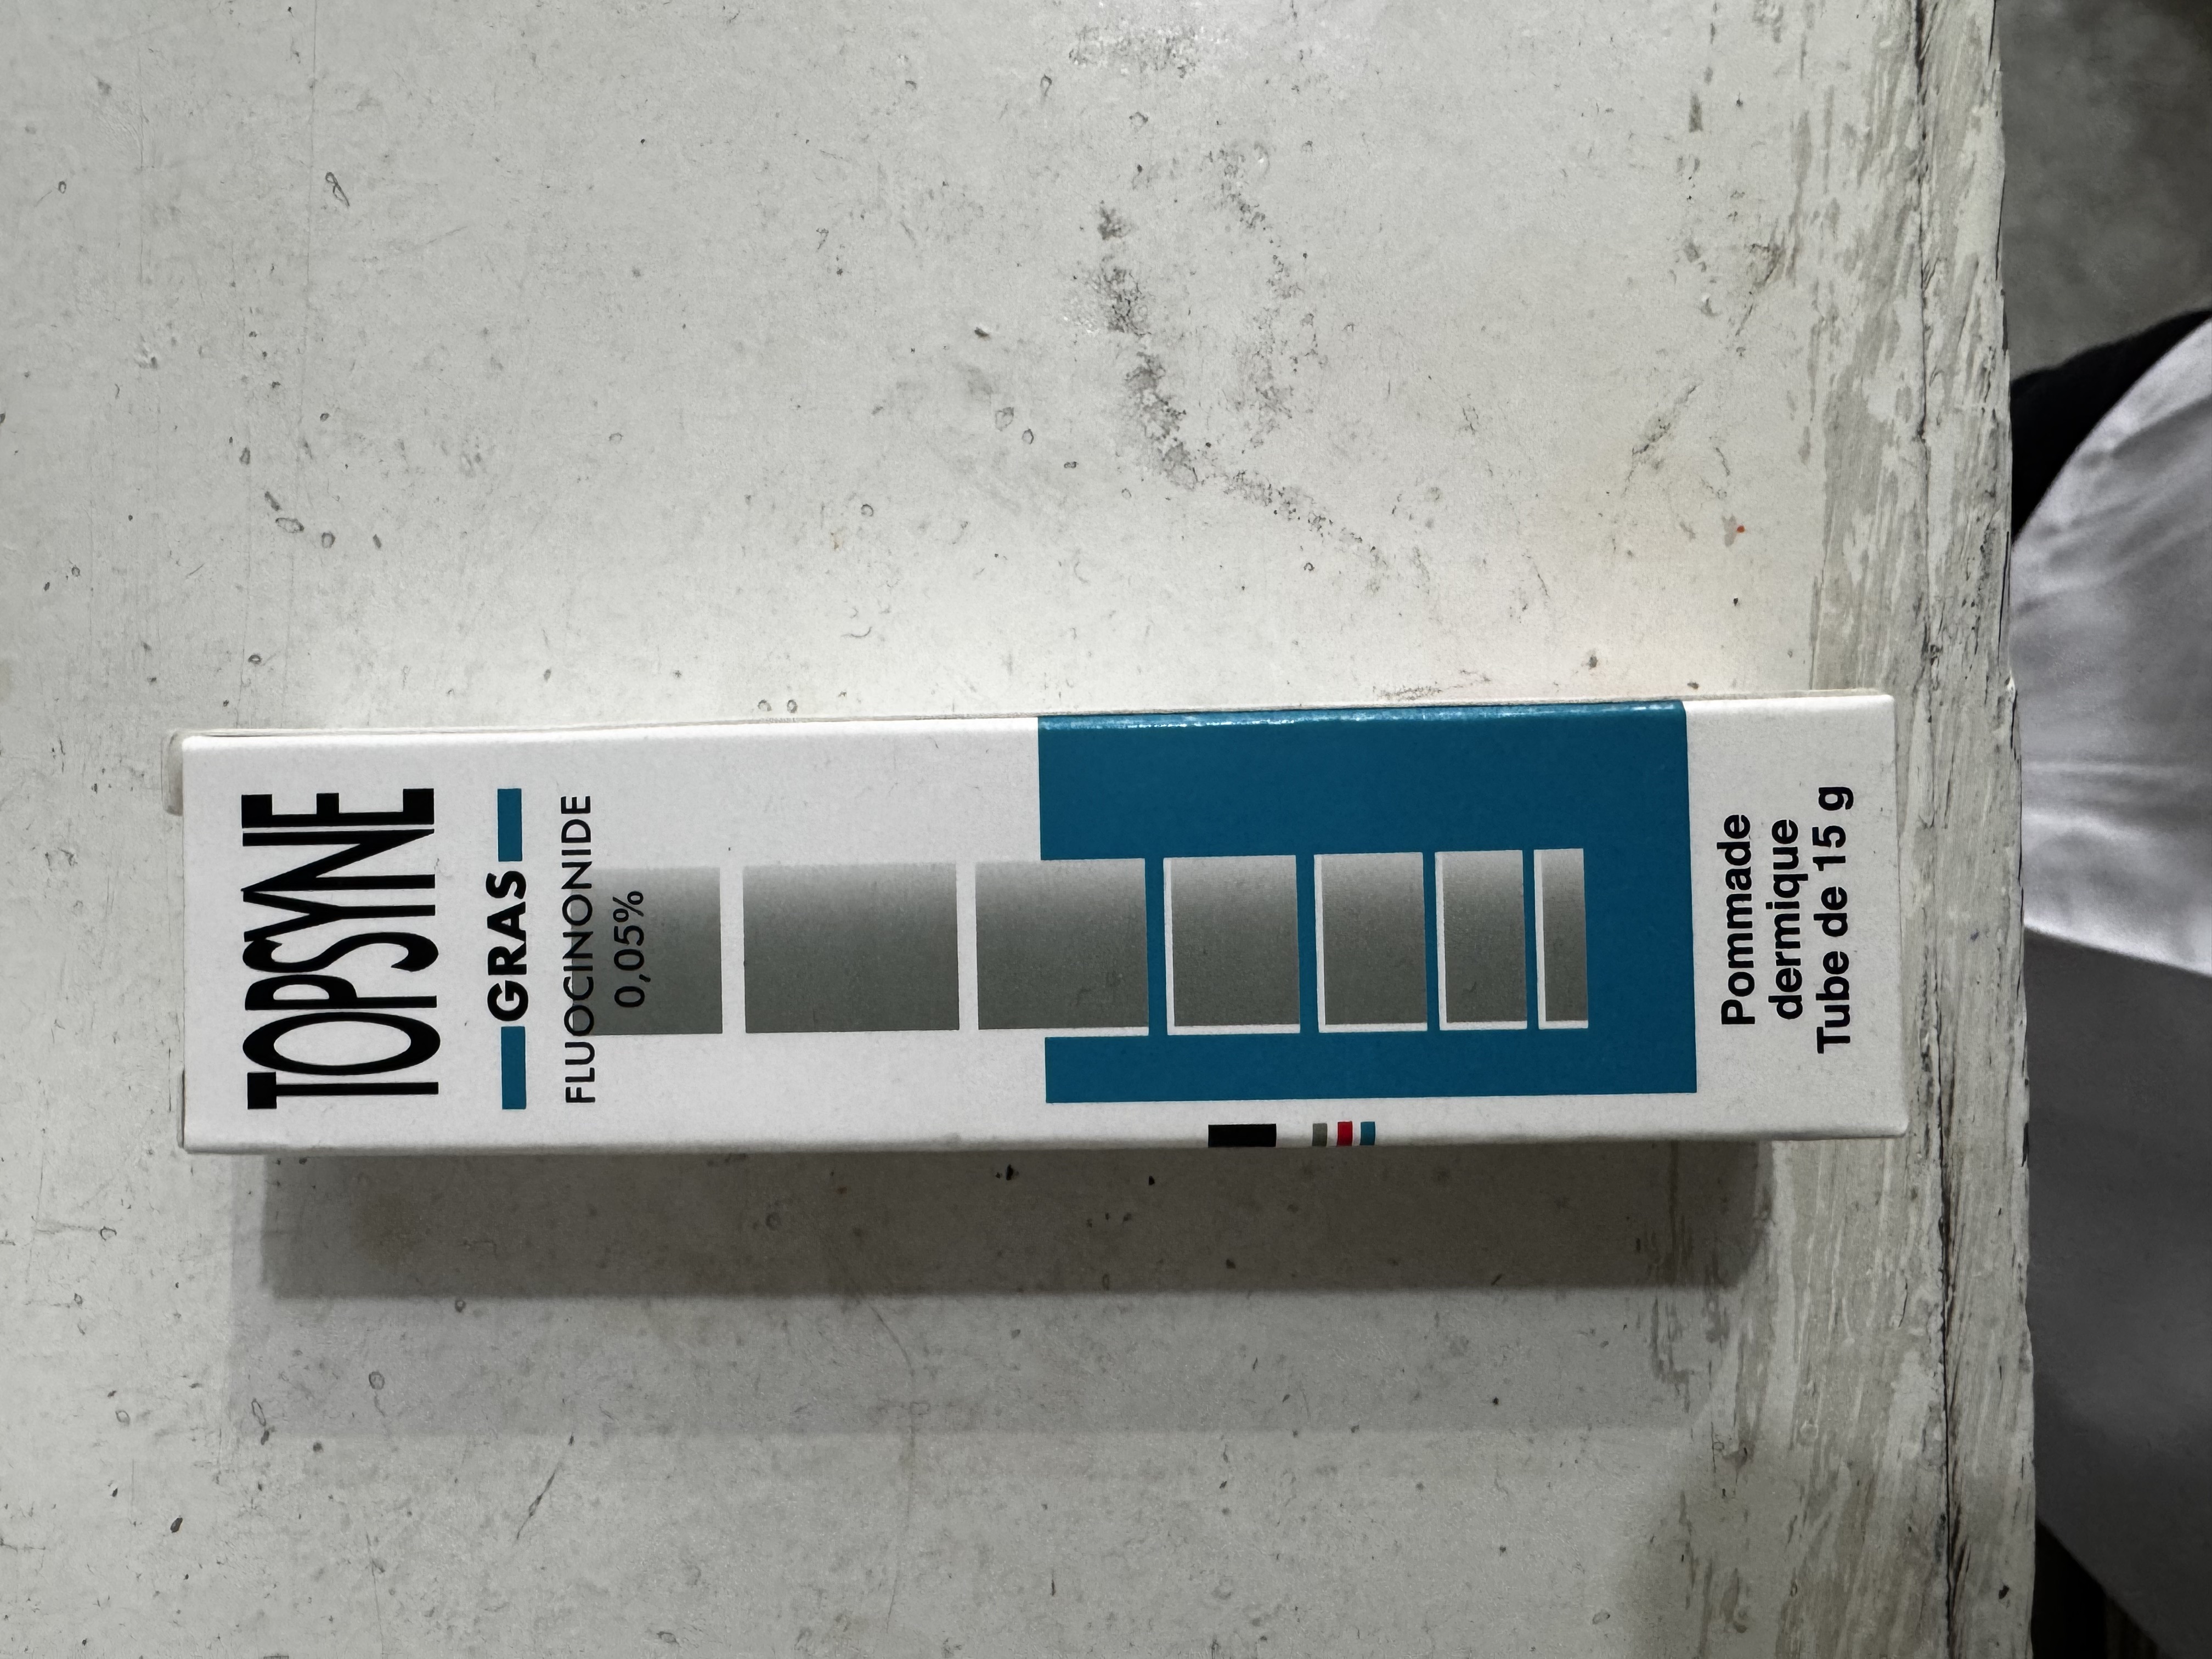 TOPSYNE
GRAS
FLUOCINONIDE
0,05%
Pommade
dermique
Tube de 15 g